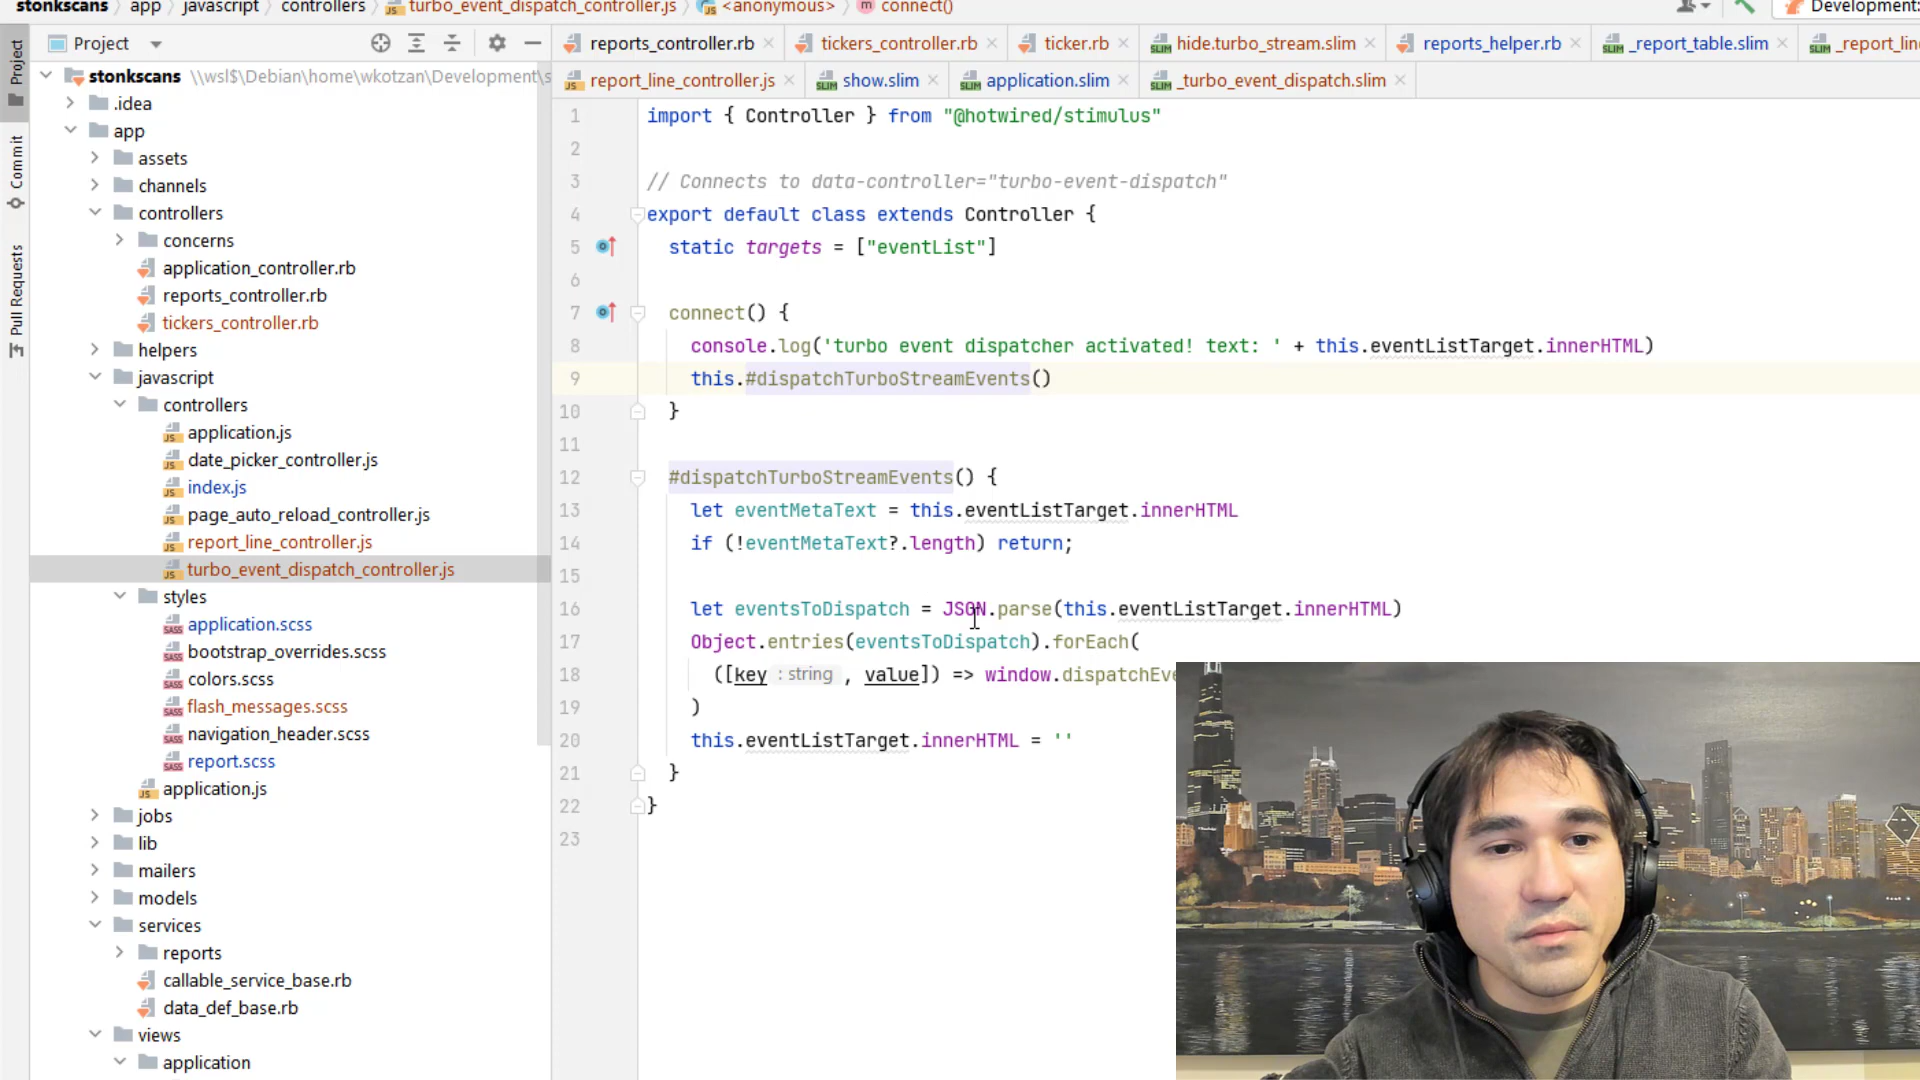 stonkscans > app > javascript > controllers > turbo_event_dispatch_controller.js > <anonymous> > connect()
Development:
Project
reports_controller.rb
tickers_controller.rb
ticker.rb
hide.turbo_stream.slim
reports_helper.rb
_report_table.slim
_report_lin
report_line_controller.js
show.slim
application.slim
_turbo_event_dispatch.slim
Project
Commit
Pull Requests
stonkscans \\wsl$\Debian\home\wkotzan\Development\s
.idea
app
assets
channels
controllers
concerns
application_controller.rb
reports_controller.rb
tickers_controller.rb
helpers
javascript
controllers
application.js
date_picker_controller.js
index.js
page_auto_reload_controller.js
report_line_controller.js
turbo_event_dispatch_controller.js
styles
application.scss
bootstrap_overrides.scss
colors.scss
flash_messages.scss
navigation_header.scss
report.scss
application.js
jobs
lib
mailers
models
services
reports
callable_service_base.rb
data_def_base.rb
views
application
1 import { Controller } from "@hotwired/stimulus"
2
3 // Connects to data-controller="turbo-event-dispatch"
4 export default class extends Controller {
5 static targets = ["eventList"]
6
7 connect() {
8 console.log('turbo event dispatcher activated! text: ' + this.eventListTarget.innerHTML)
9 this.#dispatchTurboStreamEvents()
10 }
11
12 #dispatchTurboStreamEvents() {
13 let eventMetaText = this.eventListTarget.innerHTML
14 if (!eventMetaText?.length) return;
15
16 let eventsToDispatch = JSON.parse(this.eventListTarget.innerHTML)
17 Object.entries(eventsToDispatch).forEach(
18 ([key : string , value]) => window.dispatchEve
19 )
20 this.eventListTarget.innerHTML = ''
21 }
22 }
23